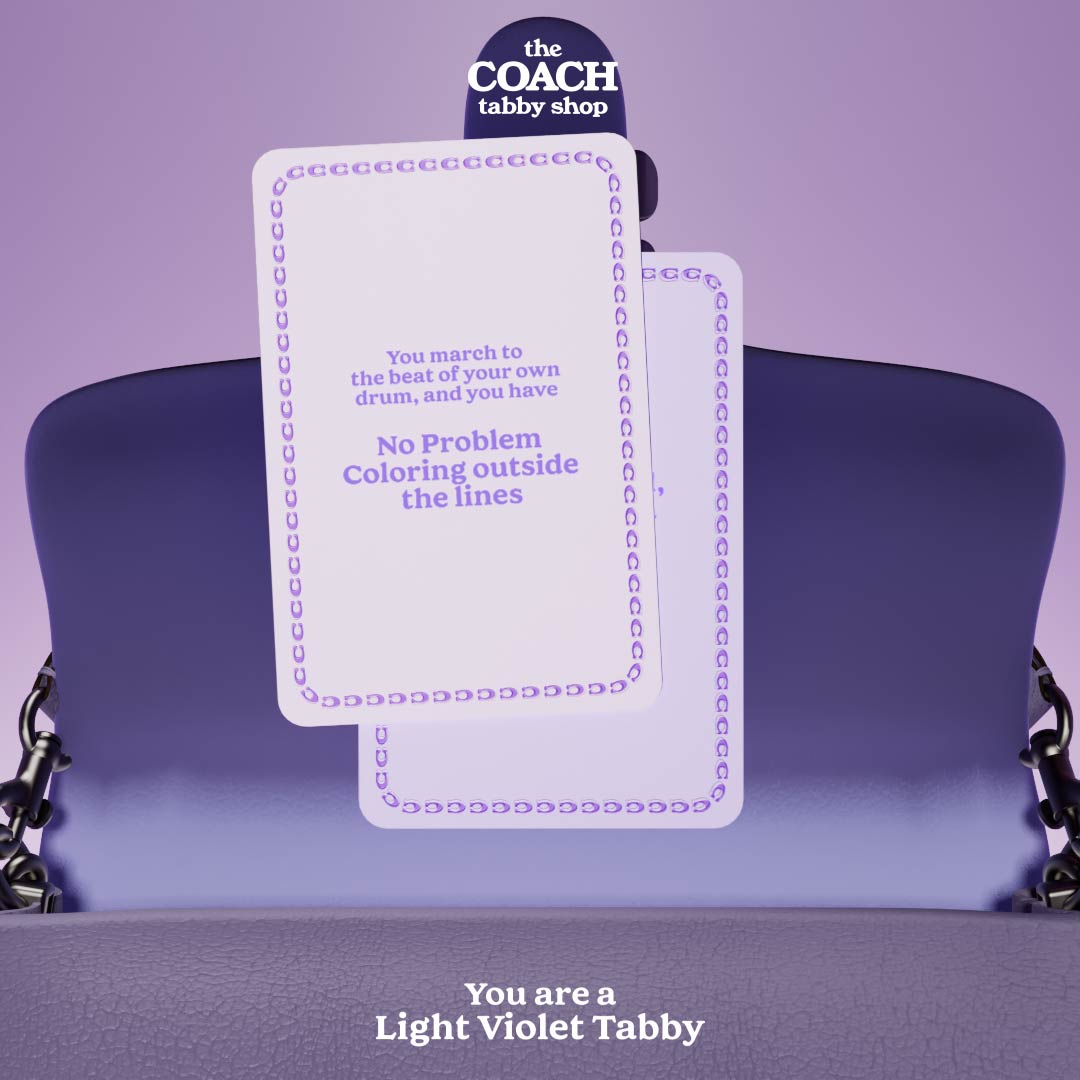 the
COACH
tabby shop
You march to
the beat of your own
drum, and you have
No Problem
Coloring outside
the lines
You are a
Light Violet Tabby